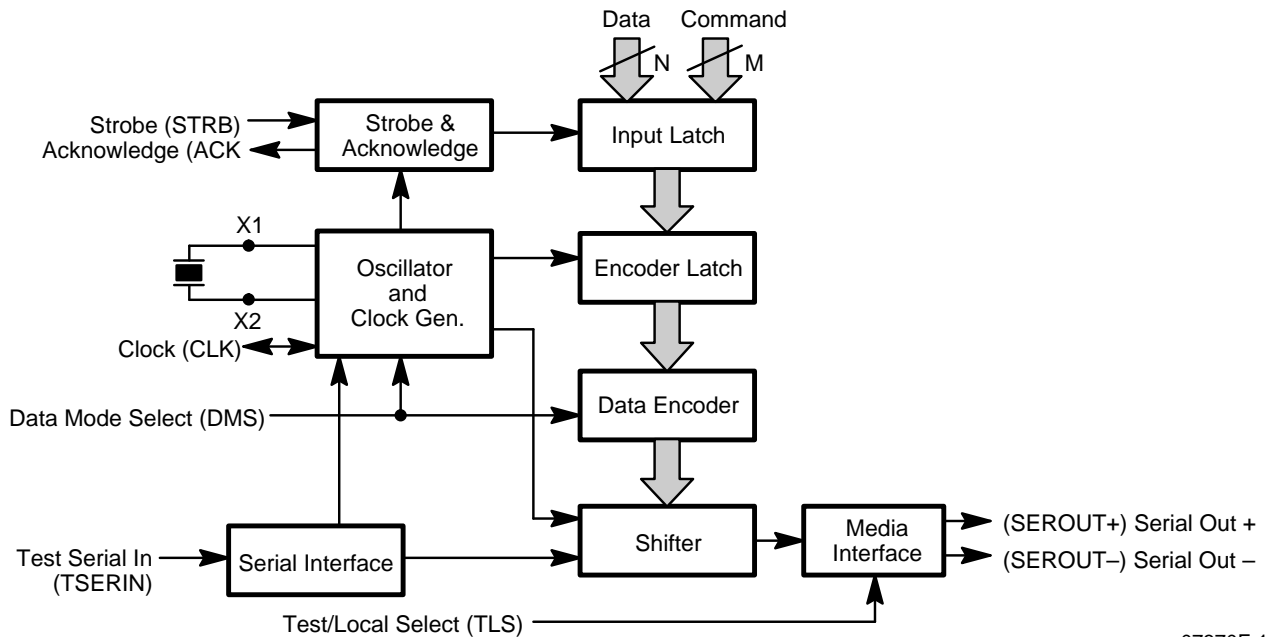 Data
Command
N
M
Strobe (STRB)
Acknowledge (ACK
Strobe &
Acknowledge
Input Latch
X1
X2
Oscillator
and
Clock Gen.
Encoder Latch
Clock (CLK)
Data Mode Select (DMS)
Data Encoder
Test Serial In
(TSERIN)
Serial Interface
Shifter
Media
Interface
(SEROUT+) Serial Out +
(SEROUT–) Serial Out –
Test/Local Select (TLS)